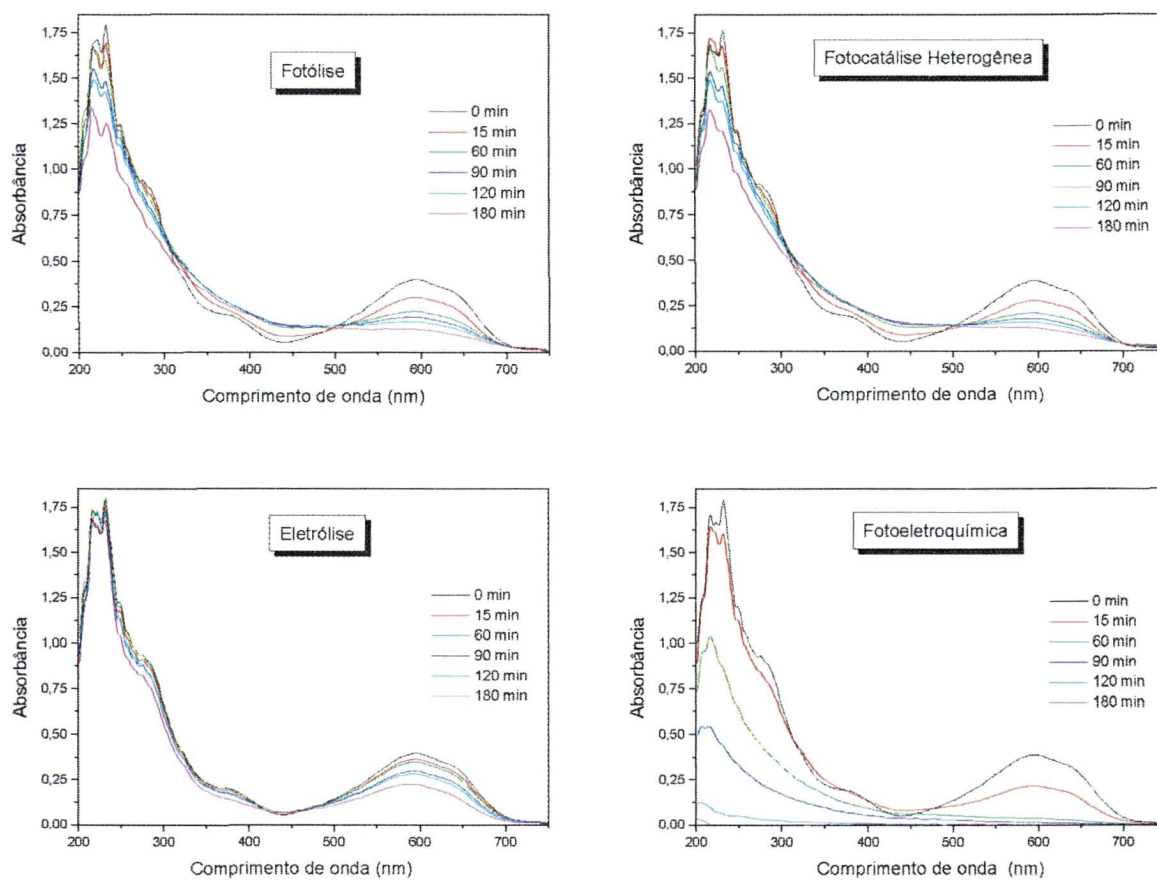 Fotólise
0 min
15 min
60 min
90 min
120 min
180 min
1,75
1,50
1,25
1,00
0,75
0,50
0,25
0,00
Absorbância
200 300 400 500 600 700
Comprimento de onda (nm)
Fotocatálise Heterogênea
0 min
15 min
60 min
90 min
120 min
180 min
1,75
1,50
1,25
1,00
0,75
0,50
0,25
0,00
Absorbância
200 300 400 500 600 700
Comprimento de onda (nm)
Eletrólise
0 min
15 min
60 min
90 min
120 min
180 min
1,75
1,50
1,25
1,00
0,75
0,50
0,25
0,00
Absorbância
200 300 400 500 600 700
Comprimento de onda (nm)
Fotoeletroquímica
0 min
15 min
60 min
90 min
120 min
180 min
1,75
1,50
1,25
1,00
0,75
0,50
0,25
0,00
Absorbância
200 300 400 500 600 700
Comprimento de onda (nm)